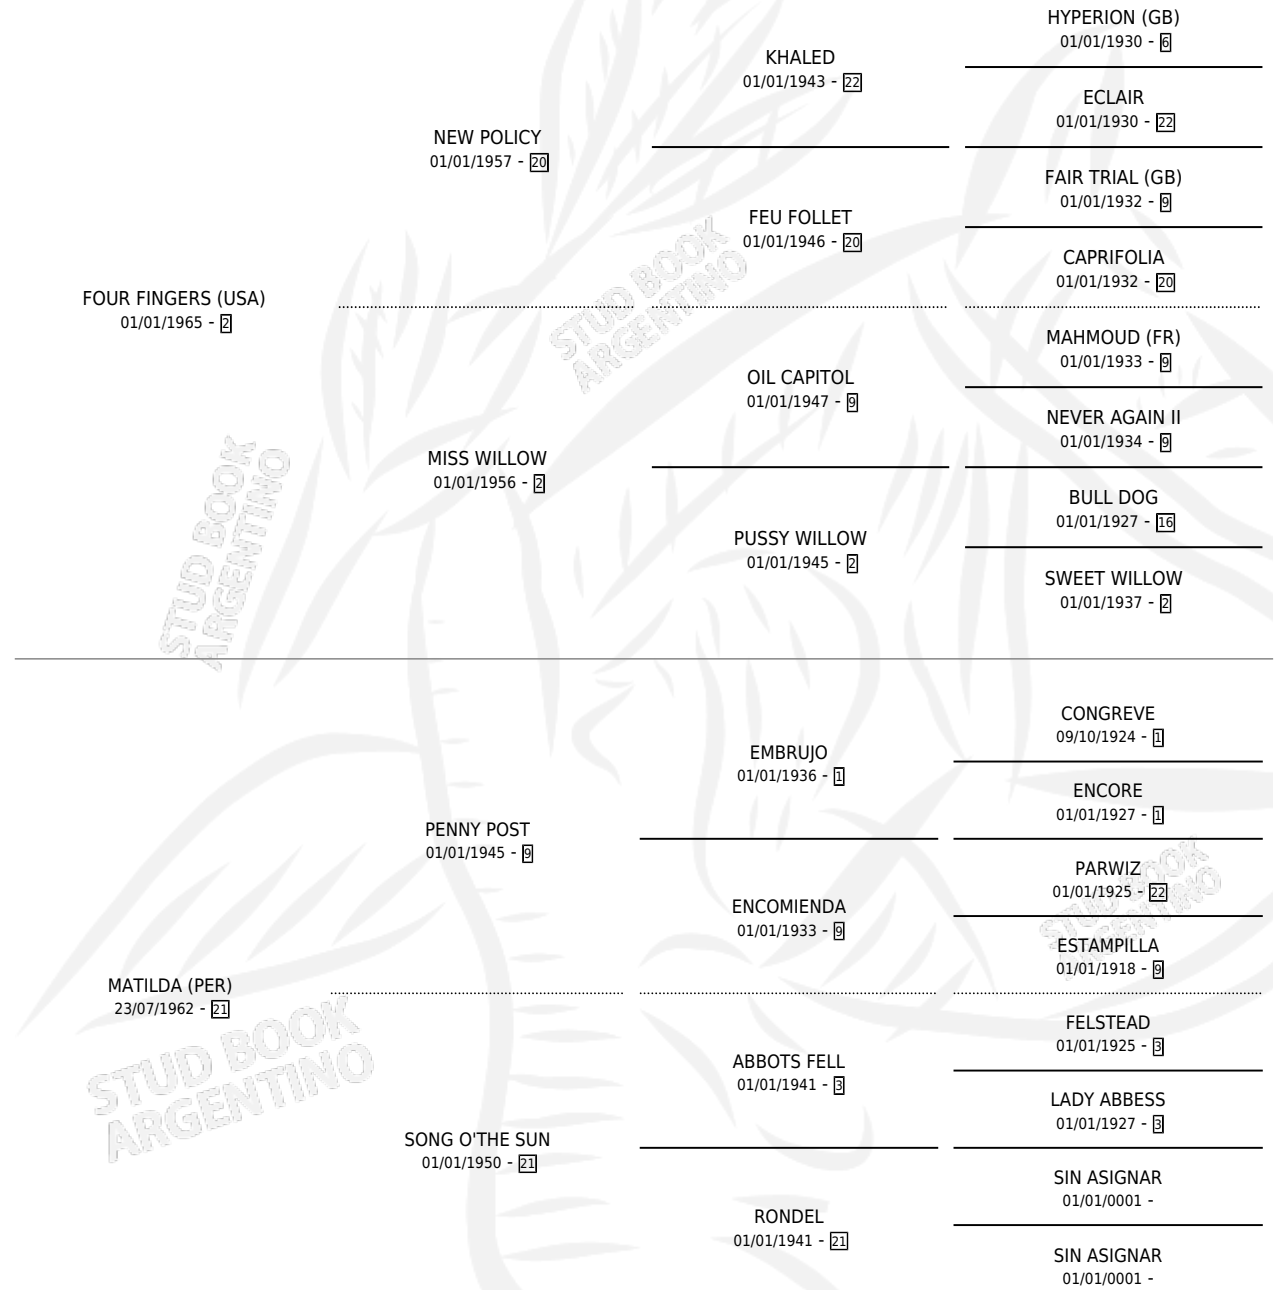 HYPERION (GB)
01/01/1930 - 6
KHALED
01/01/1943 - 22
ECLAIR
01/01/1930 - 22
NEW POLICY
01/01/1957 - 20
FAIR TRIAL (GB)
01/01/1932 - 9
FEU FOLLET
01/01/1946 - 20
CAPRIFOLIA
01/01/1932 - 20
FOUR FINGERS (USA)
01/01/1965 - 2
MAHMOUD (FR)
01/01/1933 - 9
OIL CAPITOL
01/01/1947 - 9
NEVER AGAIN II
01/01/1934 - 9
MISS WILLOW
01/01/1956 - 2
BULL DOG
01/01/1927 - 16
PUSSY WILLOW
01/01/1945 - 2
SWEET WILLOW
01/01/1937 - 2
CONGREVE
09/10/1924 - 1
EMBRUJO
01/01/1936 - 1
ENCORE
01/01/1927 - 1
PENNY POST
01/01/1945 - 9
PARWIZ
01/01/1925 - 22
ENCOMIENDA
01/01/1933 - 9
ESTAMPILLA
01/01/1918 - 9
MATILDA (PER)
23/07/1962 - 21
FELSTEAD
01/01/1925 - 3
ABBOTS FELL
01/01/1941 - 3
LADY ABBESS
01/01/1927 - 3
SONG O'THE SUN
01/01/1950 - 21
SIN ASIGNAR
01/01/0001 -
RONDEL
01/01/1941 - 21
SIN ASIGNAR
01/01/0001 -
STUD BOOK
ARGENTINO
STUD BOOK
ARGENTINO
STUD BOOK
ARGENTINO
STUD BOOK
ARGENTINO